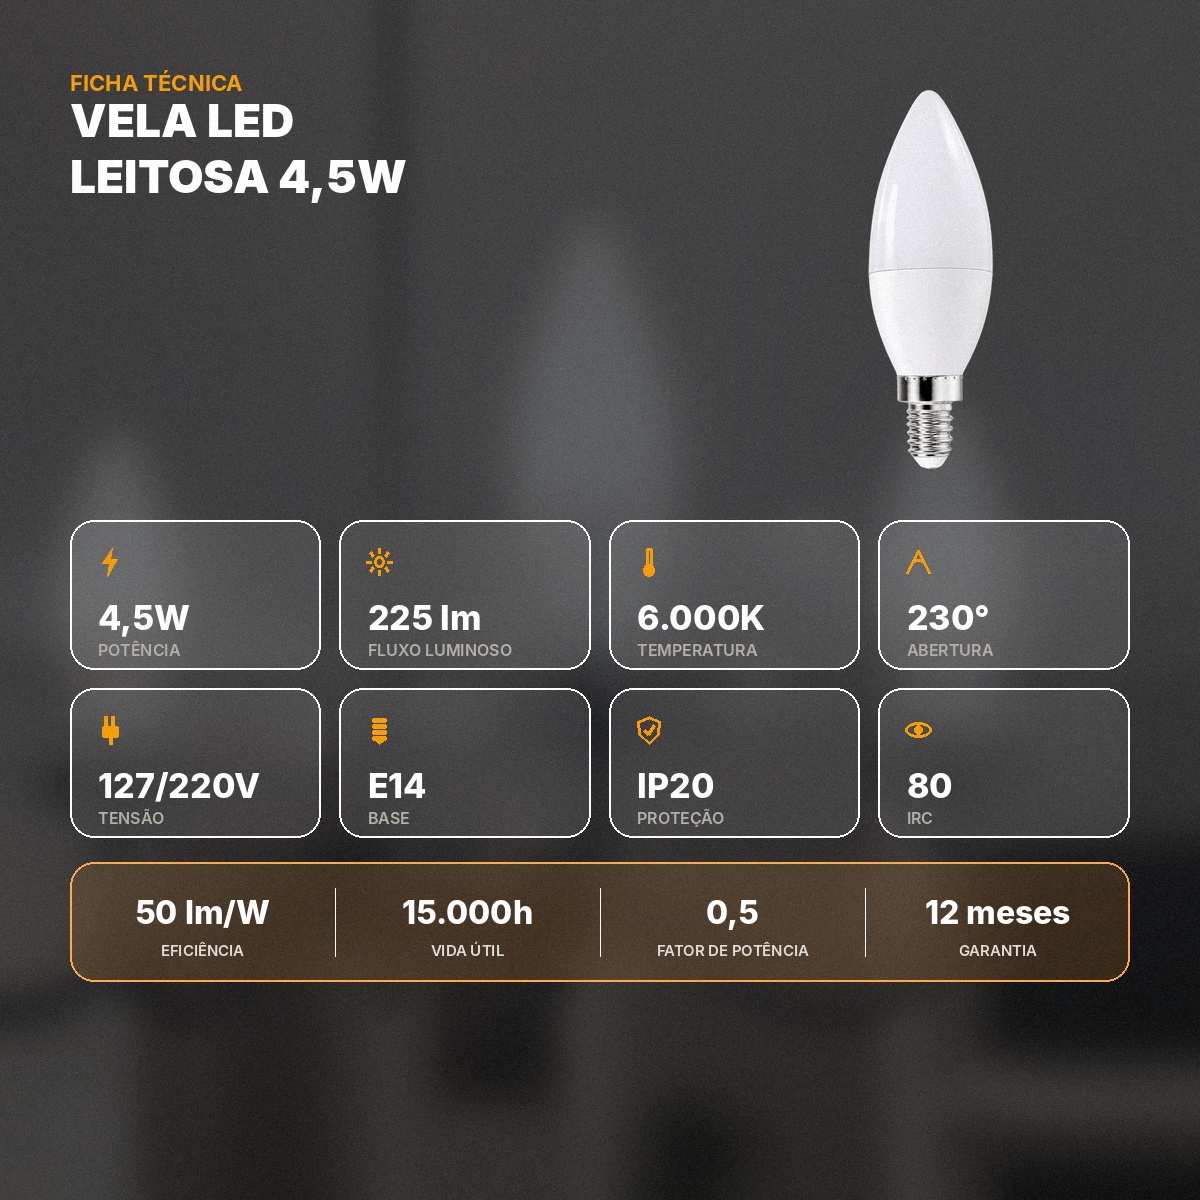 FICHA TÉCNICA
VELA LED
LEITOSA 4,5W
4,5W
POTÊNCIA
225 lm
FLUXO LUMINOSO
6.000K
TEMPERATURA
230°
ABERTURA
127/220V
TENSÃO
E14
BASE
IP20
PROTEÇÃO
80
IRC
50 lm/W
EFICIÊNCIA
15.000h
VIDA ÚTIL
0,5
FATOR DE POTÊNCIA
12 meses
GARANTIA